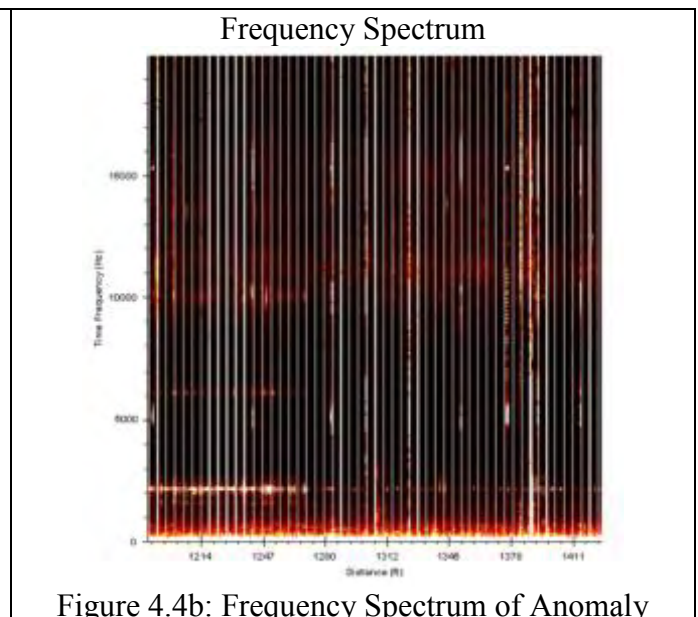 Frequency Spectrum
15000
10000
5000
0
Time Frequency (Hz)
1214 1247 1280 1312 1346 1378 1411
Distance (ft)
Figure 4.4b: Frequency Spectrum of Anomaly